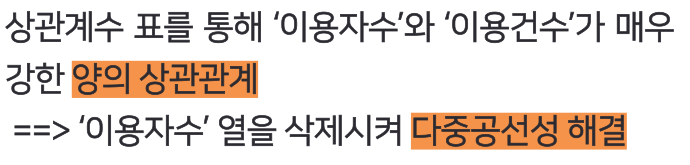 상관계수 표를 통해 ‘이용자수’와 ‘이용건수’가 매우
강한 양의 상관관계
==> ‘이용자수’ 열을 삭제시켜 다중공선성 해결